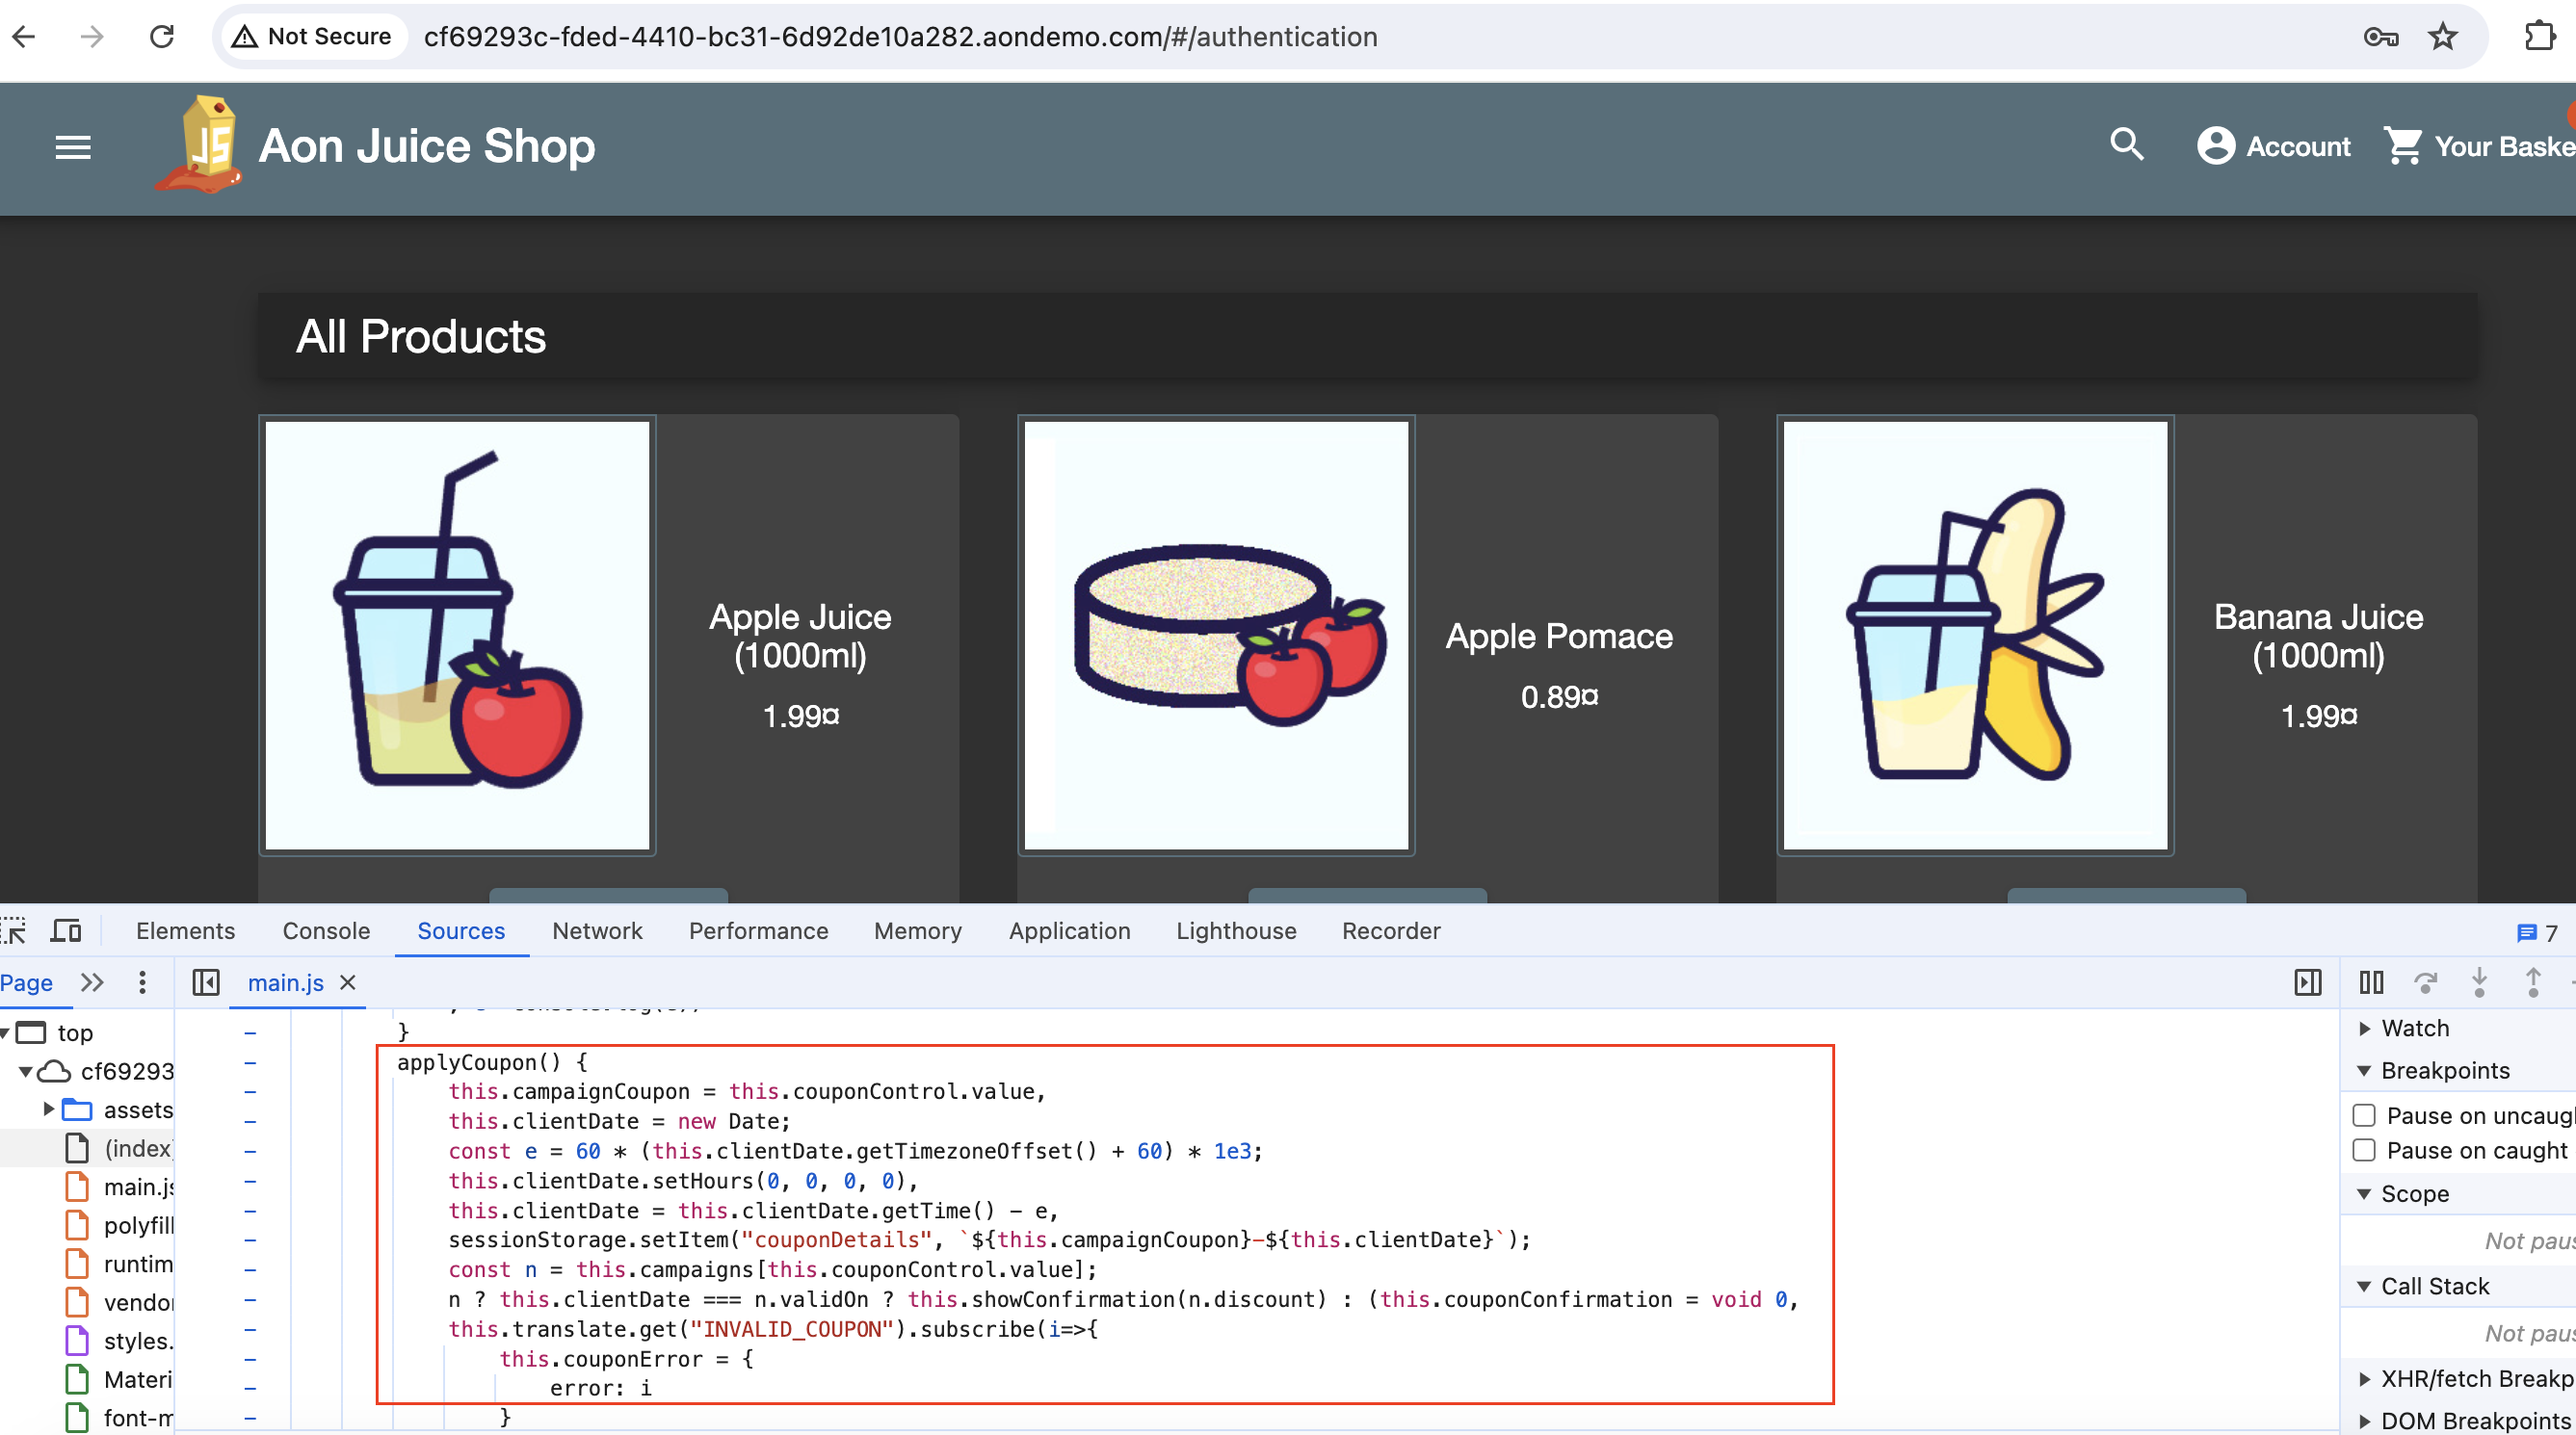 Not Secure cf69293c-fded-4410-bc31-6d92de10a282.aondemo.com/#/authentication
JS Aon Juice Shop
Account Your Baske
All Products
Apple Juice
(1000ml)
1.99¤
Apple Pomace
0.89¤
Banana Juice
(1000ml)
1.99¤
Elements Console Sources Network Performance Memory Application Lighthouse Recorder 7
Page main.js
top
cf69293
assets
(index)
main.js
polyfill
runtim
vendor
styles.
Materi
font-m
}
applyCoupon() {
this.campaignCoupon = this.couponControl.value,
this.clientDate = new Date;
const e = 60 * (this.clientDate.getTimezoneOffset() + 60) * 1e3;
this.clientDate.setHours(0, 0, 0, 0),
this.clientDate = this.clientDate.getTime() - e,
sessionStorage.setItem("couponDetails", `${this.campaignCoupon}-${this.clientDate}`);
const n = this.campaigns[this.couponControl.value];
n ? this.clientDate === n.validOn ? this.showConfirmation(n.discount) : (this.couponConfirmation = void 0,
this.translate.get("INVALID_COUPON").subscribe(i=>{
this.couponError = {
error: i
}
Watch
Breakpoints
Pause on uncaug
Pause on caught
Scope
Not pau
Call Stack
Not pau
XHR/fetch Breakp
DOM Breakpoints